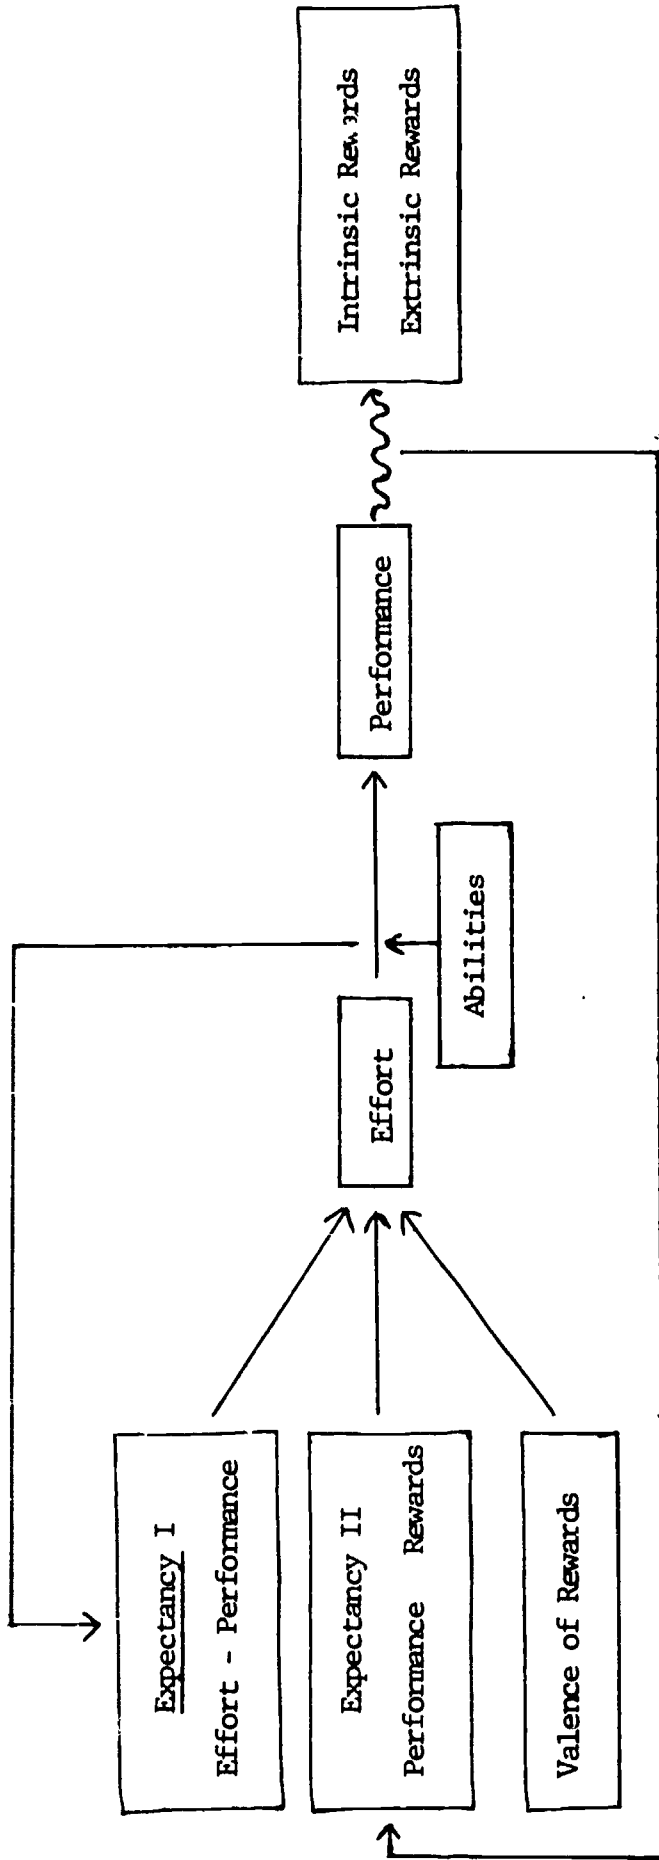 Expectancy I
Effort - Performance
Expectancy II
Performance Rewards
Valence of Rewards
Effort
Abilities
Performance
Intrinsic Rewards
Extrinsic Rewards